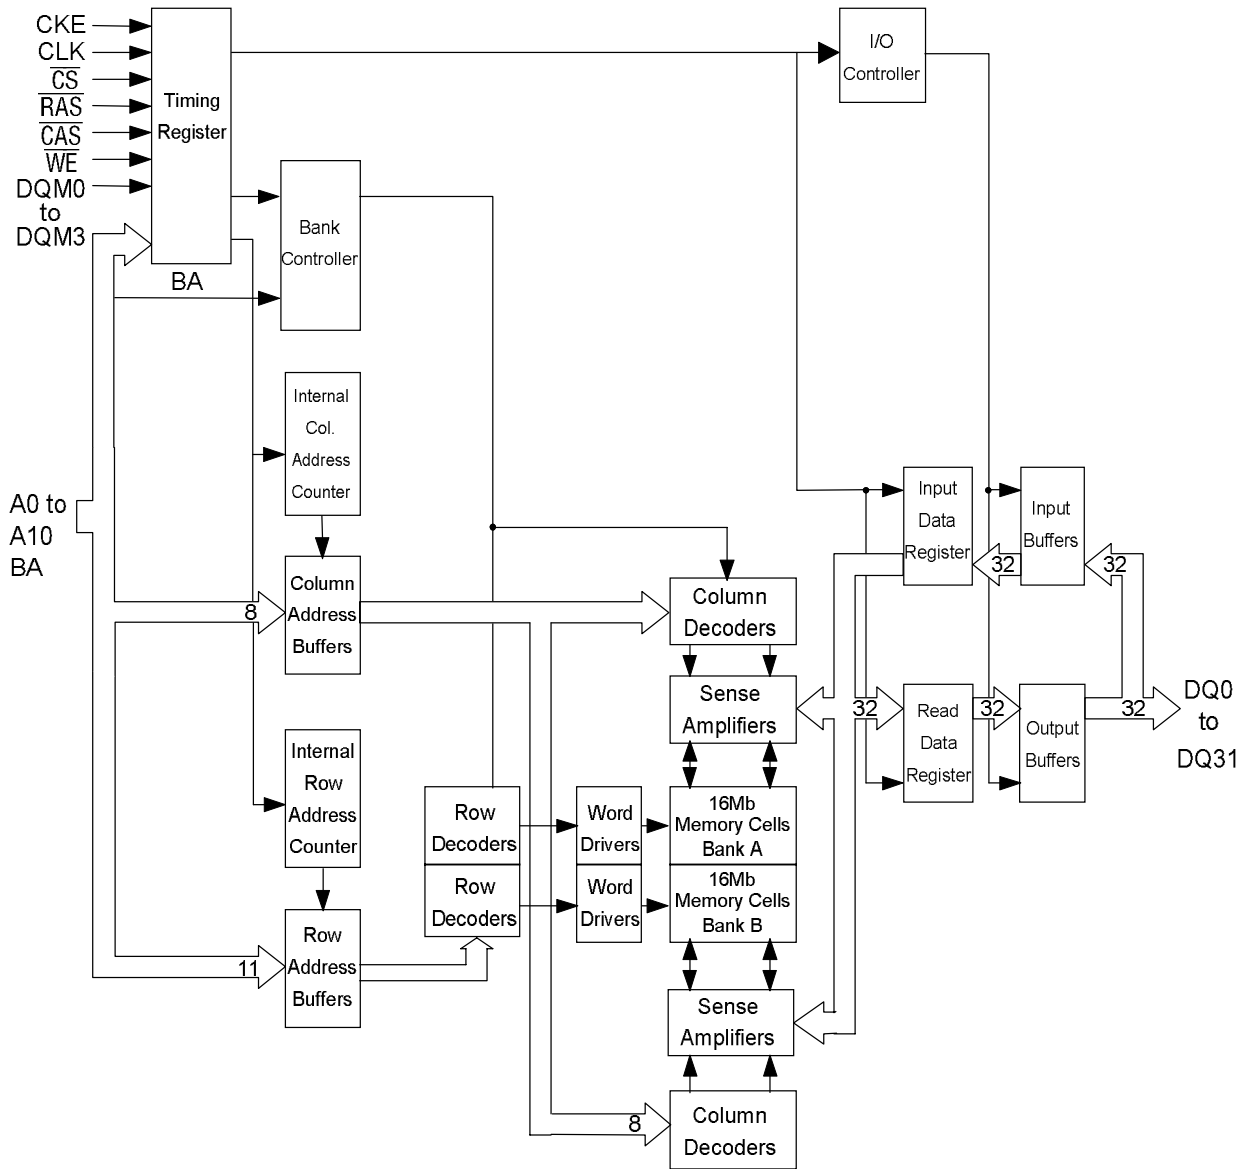 CKE
CLK
CS
RAS
CAS
WE
DQM0
to
DQM3
Timing
Register
I/O
Controller
Bank
Controller
BA
Internal
Col.
Address
Counter
A0 to
A10
BA
Column
Address
Buffers
8
Input
Data
Register
Input
Buffers
32
32
Column
Decoders
Sense
Amplifiers
32
Read
Data
Register
32
Output
Buffers
32
DQ0
to
DQ31
Internal
Row
Address
Counter
Row
Decoders
Word
Drivers
16Mb
Memory Cells
Bank A
Row
Decoders
Word
Drivers
16Mb
Memory Cells
Bank B
11
Row
Address
Buffers
Sense
Amplifiers
8
Column
Decoders